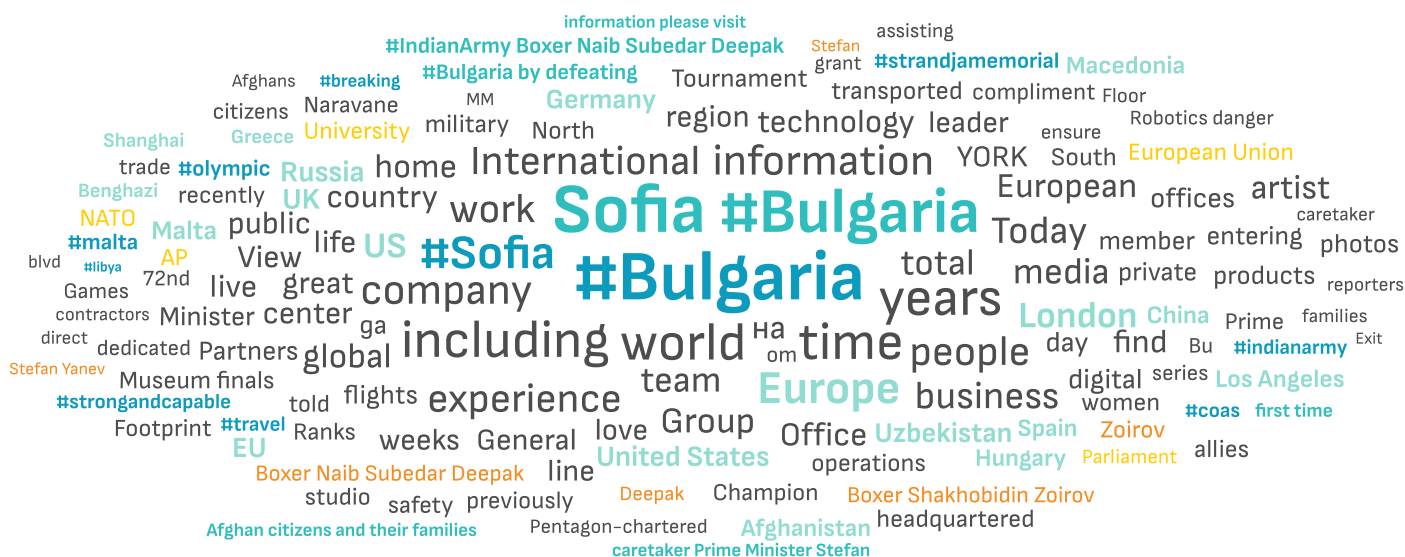 information please visit
assisting
#IndianArmy Boxer Naib Subedar Deepak
Stefan
grant
#strandjamemorial
Macedonia
Afghans
#breaking
#Bulgaria by defeating
Tournament
transported
compliment
Floor
citizens
Naravane
MM
Germany
region
technology
leader
Robotics danger
Shanghai
Greece
University
military
North
ensure
trade
#olympic
Russia
home
International
information
YORK
South
European Union
Benghazi
recently
UK
country
work
Sofia #Bulgaria
European
offices
artist
NATO
Malta
public
caretaker
#malta
AP
View
life
US
#Sofia
Today
member
entering
photos
blvd
#libya
72nd
#Bulgaria
total
media
private
products
reporters
Games
live
great
company
years
contractors
Minister
center
ga
including
world
на
om
time
London
China
Prime
families
direct
dedicated
Partners
global
people
day
find
Bu
#indianarmy
Exit
Stefan Yanev
Museum finals
team
Europe
business
digital
series
Los Angeles
#strongandcapable
told
flights
experience
women
#coas
first time
Footprint
#travel
Ranks
weeks
General
love
Group
Office
Uzbekistan
Spain
Zoirov
EU
United States
operations
Hungary
Parliament
allies
Boxer Naib Subedar Deepak
line
studio
safety
previously
Deepak
Champion
Boxer Shakhobidin Zoirov
Afghan citizens and their families
Pentagon-chartered
Afghanistan
headquartered
caretaker Prime Minister Stefan